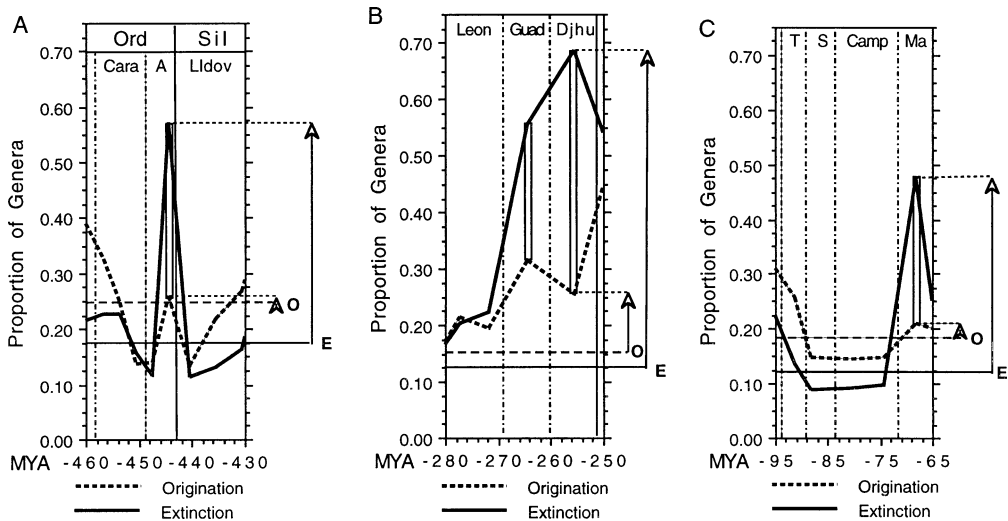 A
Ord Sil
Cara A Lldov
Proportion of Genera
0.70
0.60
0.50
0.40
0.30
0.20
0.10
0.00
O
E
MYA -460 -450 -440 -430
Origination
Extinction
B
Leon Guad Djhu
Proportion of Genera
0.70
0.60
0.50
0.40
0.30
0.20
0.10
0.00
O
E
MYA -280 -270 -260 -250
Origination
Extinction
C
T S Camp Ma
Proportion of Genera
0.70
0.60
0.50
0.40
0.30
0.20
0.10
0.00
O
E
MYA -95 -85 -75 -65
Origination
Extinction